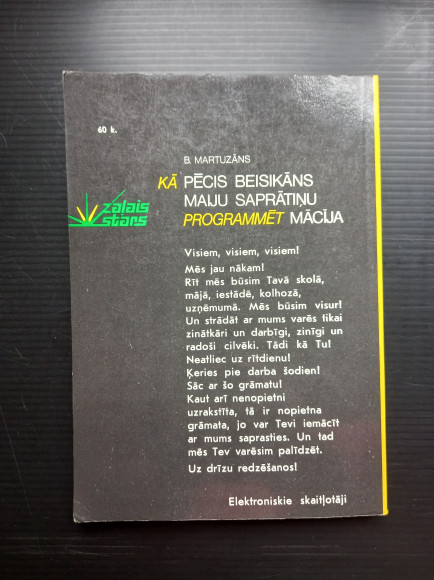 60 k.
B. MARTUZĀNS
KĀ PĒCIS BEISIKĀNS
MAIJU SAPRĀTIŅU
PROGRAMMĒT MĀCĪJA
zaļais
stars
Visiem, visiem, visiem!
Mēs jau nākam!
Rīt mēs būsim Tavā skolā,
mājā, iestādē, kolhozā,
uzņēmumā. Mēs būsim visur!
Un strādāt ar mums varēs tikai
zinātkāri un darbīgi, zinīgi un
radoši cilvēki. Tādi kā Tu!
Neatliec uz rītdienu!
Ķeries pie darba šodien!
Sāc ar šo grāmatu!
Kaut arī nenopietni
uzrakstīta, tā ir nopietna
grāmata, jo var Tevi iemācīt
ar mums saprasties. Un tad
mēs Tev varēsim palīdzēt.
Uz drīzu redzēšanos!
Elektroniskie skaitļotāji